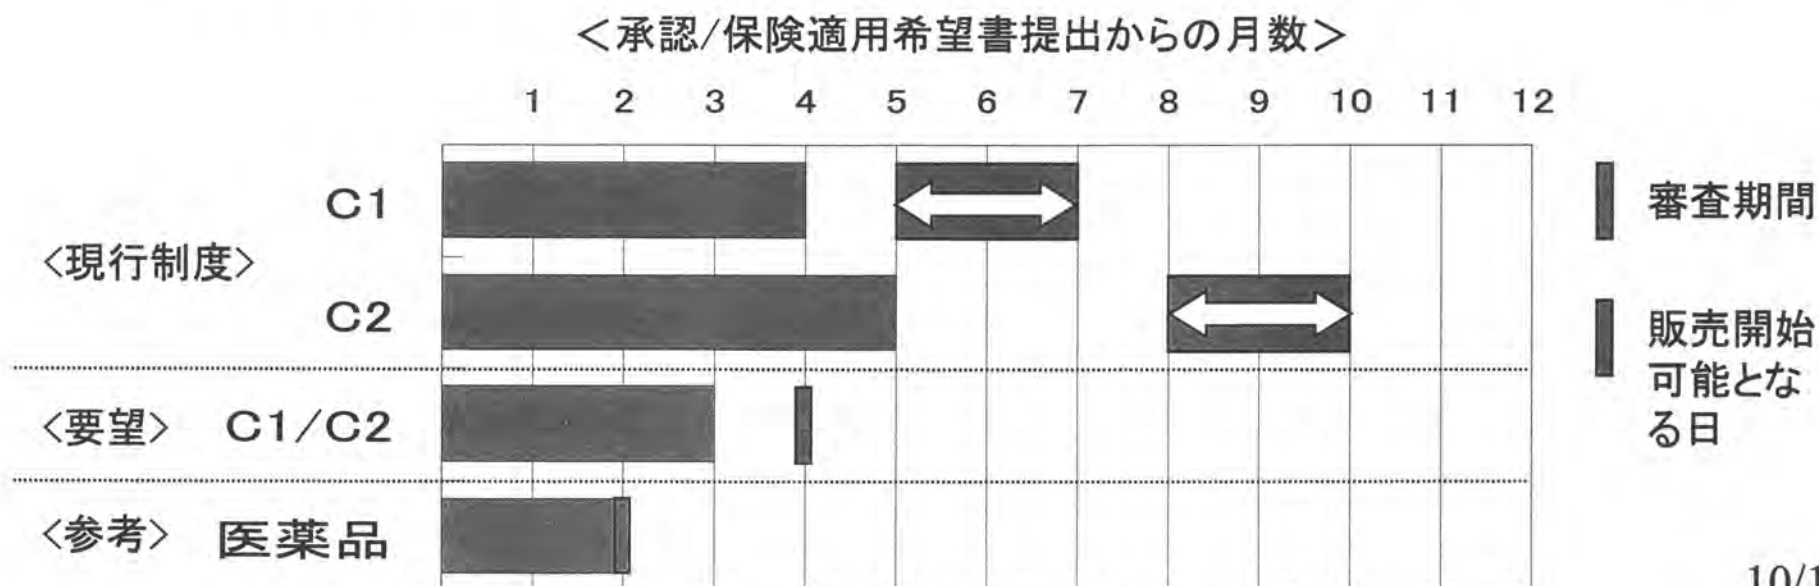 ＜承認/保険適用希望書提出からの月数＞
1 2 3 4 5 6 7 8 9 10 11 12
C1
＜現行制度＞
C2
＜要望＞ C1/C2
＜参考＞ 医薬品
審査期間
販売開始
可能とな
る日
10/1